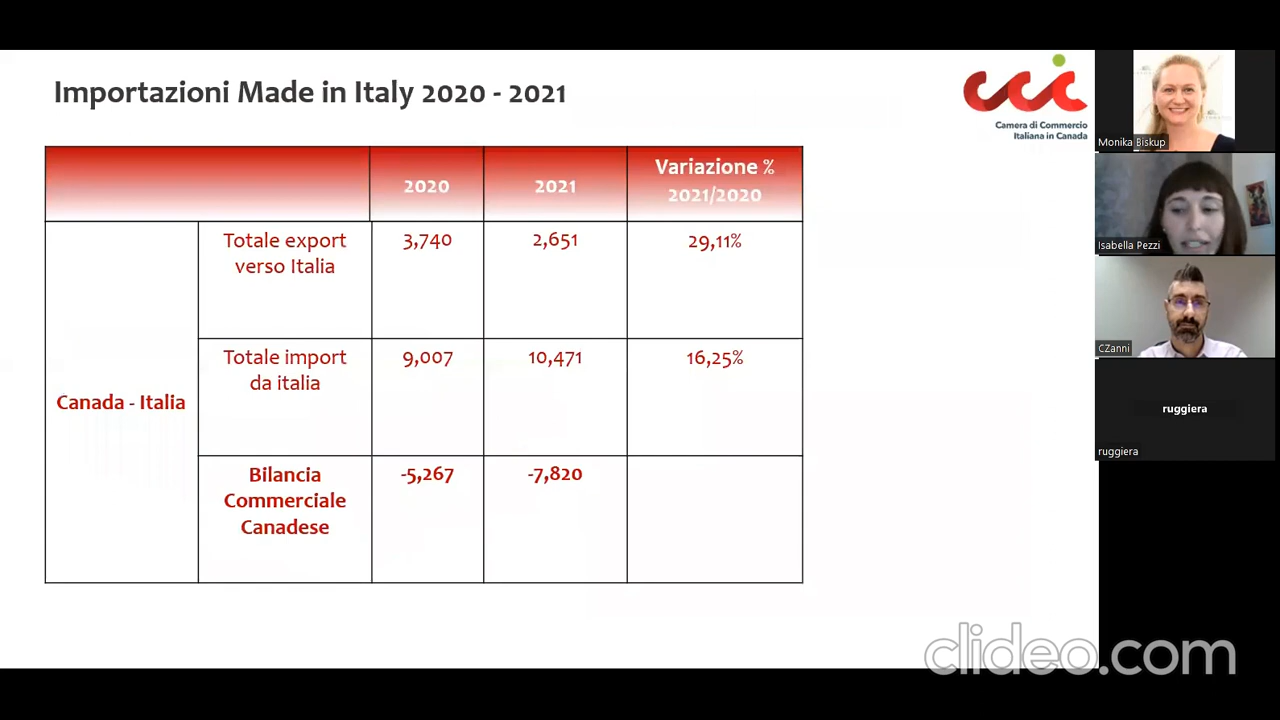 Importazioni Made in Italy 2020 - 2021
ccic
Camera di Commercio
Italiana in Canada
2020
2021
Variazione %
2021/2020
Canada - Italia
Totale export
verso Italia
3,740
2,651
29,11%
Totale import
da italia
9,007
10,471
16,25%
Bilancia
Commerciale
Canadese
-5,267
-7,820
Monika Biskup
Isabella Pezzi
CZanni
ruggiera
ruggiera
clideo.com